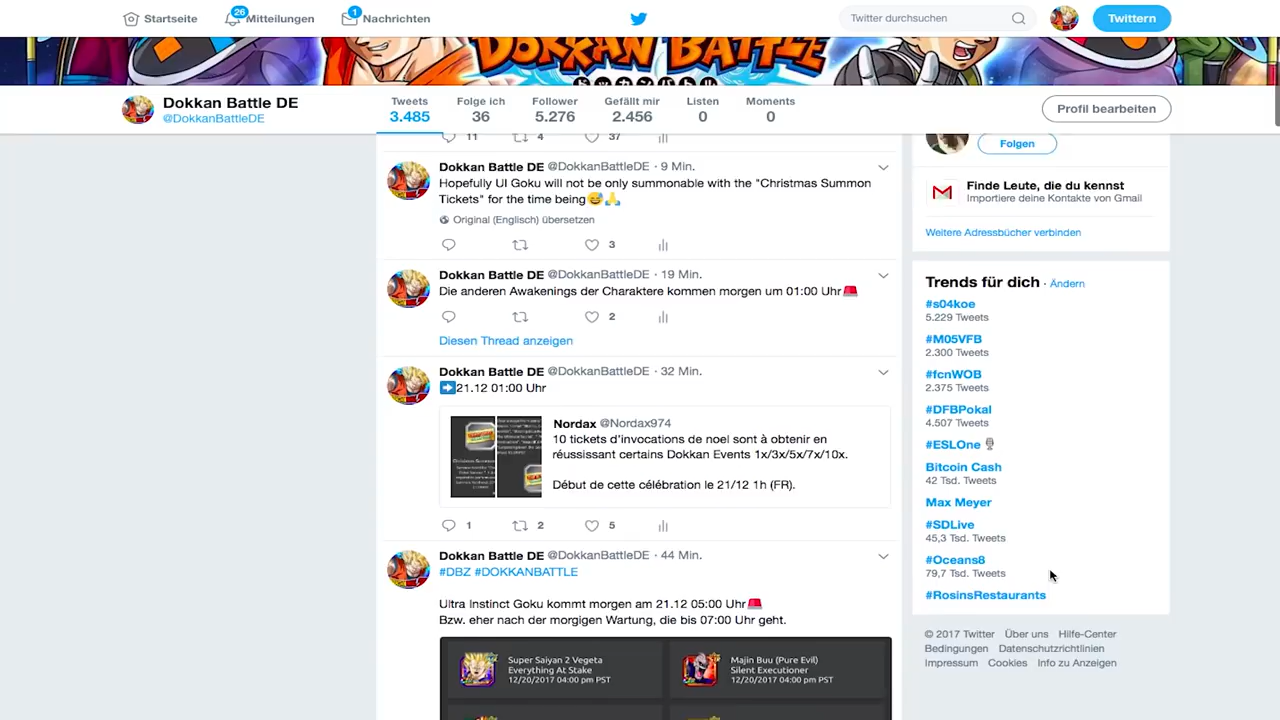 Startseite
26
Mitteilungen
1
Nachrichten
Twitter durchsuchen
Twittern
DOKKAN BATTLE
ドッカンバトル
Dokkan Battle DE
@DokkanBattleDE
Tweets
3.485
Folge ich
36
Follower
5.276
Gefällt mir
2.456
Listen
0
Moments
0
Profil bearbeiten
11 4 37
Dokkan Battle DE @DokkanBattleDE · 9 Min.
Hopefully UI Goku will not be only summonable with the "Christmas Summon
Tickets" for the time being😅🙏
Original (Englisch) übersetzen
3
Dokkan Battle DE @DokkanBattleDE · 19 Min.
Die anderen Awakenings der Charaktere kommen morgen um 01:00 Uhr🚨
2
Diesen Thread anzeigen
Dokkan Battle DE @DokkanBattleDE · 32 Min.
➡️21.12 01:00 Uhr
Nordax @Nordax974
10 tickets d'invocations de noel sont à obtenir en
réussissant certains Dokkan Events 1x/3x/5x/7x/10x.
Début de cette célébration le 21/12 1h (FR).
1 2 5
Dokkan Battle DE @DokkanBattleDE · 44 Min.
#DBZ #DOKKANBATTLE
Ultra Instinct Goku kommt morgen am 21.12 05:00 Uhr🚨
Bzw. eher nach der morgigen Wartung, die bis 07:00 Uhr geht.
Super Saiyan 2 Vegeta
Everything At Stake
12/20/2017 04:00 pm PST
Majin Buu (Pure Evil)
Silent Executioner
12/20/2017 04:00 pm PST
Folgen
Finde Leute, die du kennst
Importiere deine Kontakte von Gmail
Weitere Adressbücher verbinden
Trends für dich · Ändern
#s04koe
5.229 Tweets
#M05VFB
2.300 Tweets
#fcnWOB
2.375 Tweets
#DFBPokal
4.507 Tweets
#ESLOne
Bitcoin Cash
42 Tsd. Tweets
Max Meyer
#SDLive
45,3 Tsd. Tweets
#Oceans8
79,7 Tsd. Tweets
#RosinsRestaurants
© 2017 Twitter Über uns Hilfe-Center
Bedingungen Datenschutzrichtlinien
Impressum Cookies Info zu Anzeigen